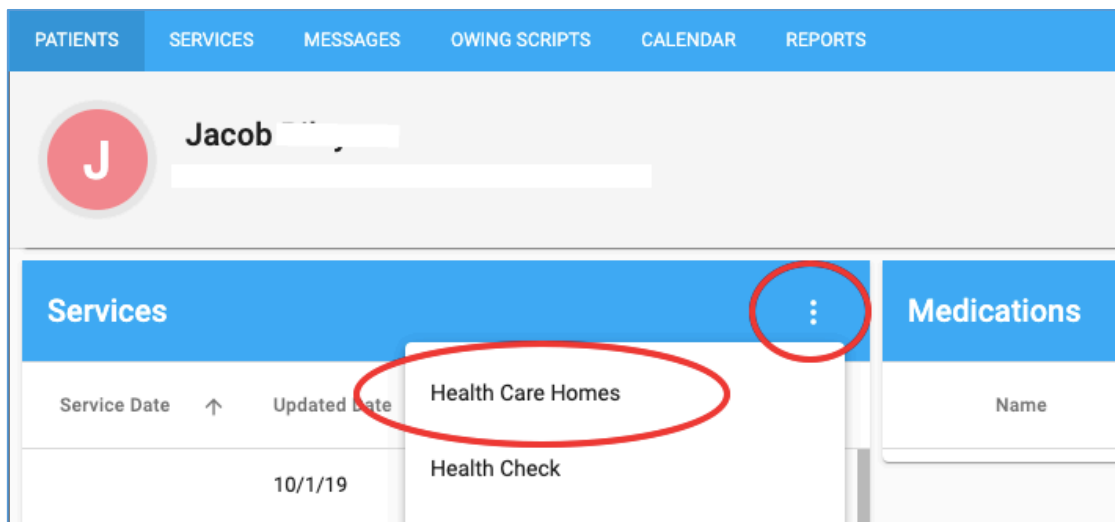 PATIENTS SERVICES MESSAGES OWING SCRIPTS CALENDAR REPORTS
J
Jacob
Services
Medications
Health Care Homes
Service Date Updated Date
Name
Health Check
10/1/19